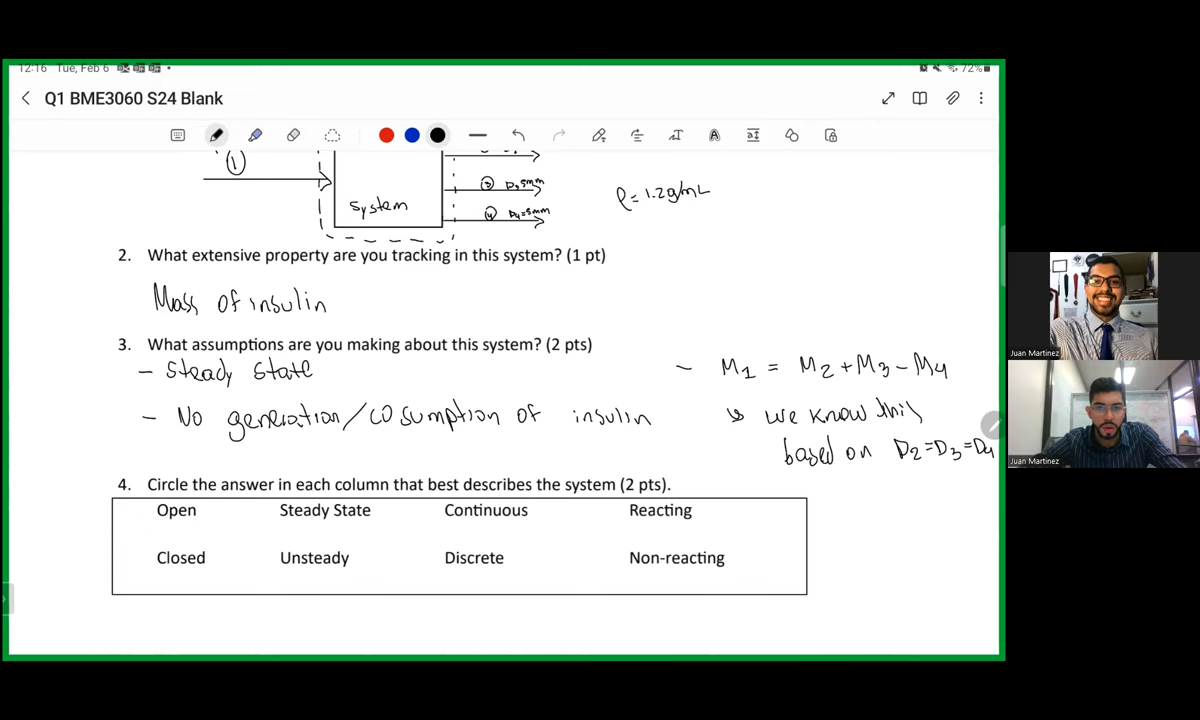 12:16 Tue, Feb 6
72%
Q1 BME3060 S24 Blank
①
③ D3 5mm
④ D4=5mm
system
ρ=1.2g/mL
2. What extensive property are you tracking in this system? (1 pt)
Mass of insulin
3. What assumptions are you making about this system? (2 pts)
- Steady State
- M1 = M2+M3-M4
- No generation/cosumption of insulin
we know this
based on D2=D3=D4
4. Circle the answer in each column that best describes the system (2 pts).
Open Steady State Continuous Reacting
Closed Unsteady Discrete Non-reacting
Juan Martinez
Juan Martinez